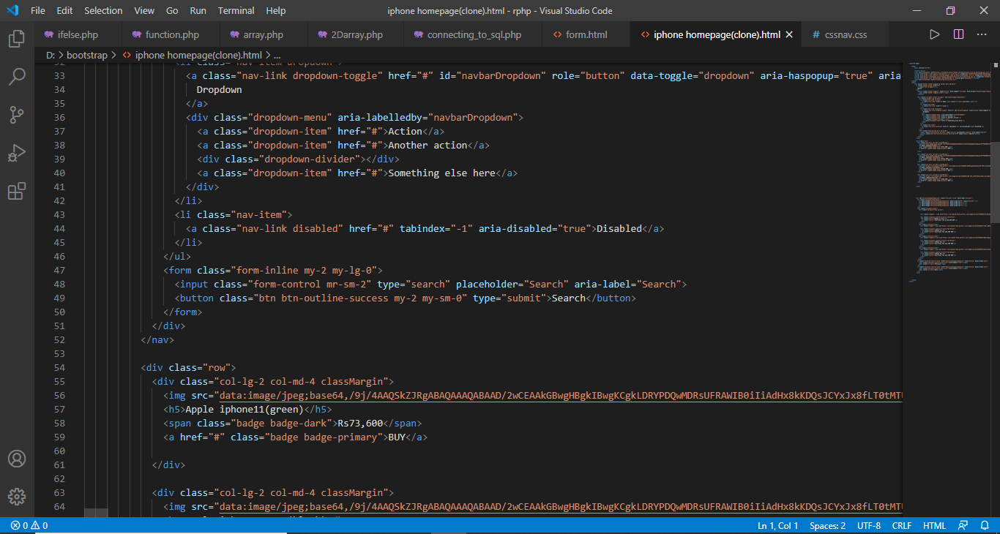 File Edit Selection View Go Run Terminal Help iphone homepage(clone).html - rphp - Visual Studio Code
ifelse.php function.php array.php 2Darray.php connecting_to_sql.php form.html iphone homepage(clone).html cssnav.css
D: > bootstrap > iphone homepage(clone).html > ...
33 <a class="nav-link dropdown-toggle" href="#" id="navbarDropdown" role="button" data-toggle="dropdown" aria-haspopup="true" aria
34 Dropdown
35 </a>
36 <div class="dropdown-menu" aria-labelledby="navbarDropdown">
37 <a class="dropdown-item" href="#">Action</a>
38 <a class="dropdown-item" href="#">Another action</a>
39 <div class="dropdown-divider"></div>
40 <a class="dropdown-item" href="#">Something else here</a>
41 </div>
42 </li>
43 <li class="nav-item">
44 <a class="nav-link disabled" href="#" tabindex="-1" aria-disabled="true">Disabled</a>
45 </li>
46 </ul>
47 <form class="form-inline my-2 my-lg-0">
48 <input class="form-control mr-sm-2" type="search" placeholder="Search" aria-label="Search">
49 <button class="btn btn-outline-success my-2 my-sm-0" type="submit">Search</button>
50 </form>
51 </div>
52 </nav>
53
54 <div class="row">
55 <div class="col-lg-2 col-md-4 classMargin">
56 <img src="data:image/jpeg;base64,/9j/4AAQSkZJRgABAQAAAQABAAD/2wCEAAkGBwgHBgkIBwgKCgkLDRYPDQwMDRsUFRAWIB0iIiAdHx8kKDQsJCYxJx8fLT0tMT
57 <h5>Apple iphone11(green)</h5>
58 <span class="badge badge-dark">Rs73,600</span>
59 <a href="#" class="badge badge-primary">BUY</a>
60
61 </div>
62
63 <div class="col-lg-2 col-md-4 classMargin">
64 <img src="data:image/jpeg;base64,/9j/4AAQSkZJRgABAQAAAQABAAD/2wCEAAkGBwgHBgkIBwgKCgkLDRYPDQwMDRsUFRAWIB0iIiAdHx8kKDQsJCYxJx8fLT0tMT
0 0 Ln 1, Col 1 Spaces: 2 UTF-8 CRLF HTML